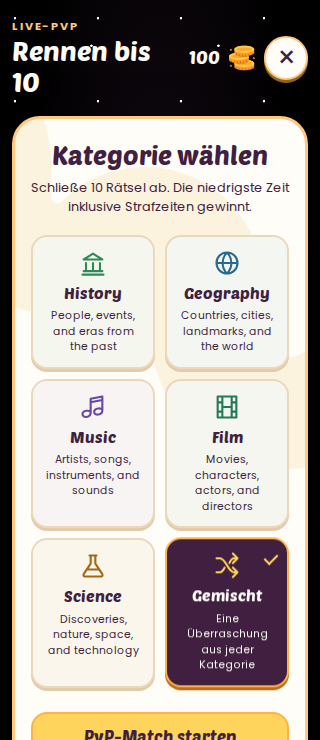 LIVE-PVP
Rennen bis
10
100
Kategorie wählen
Schließe 10 Rätsel ab. Die niedrigste Zeit
inklusive Strafzeiten gewinnt.
History
People, events,
and eras from
the past
Geography
Countries, cities,
landmarks, and
the world
Music
Artists, songs,
instruments, and
sounds
Film
Movies,
characters,
actors, and
directors
Science
Discoveries,
nature, space,
and technology
Gemischt
Eine
Überraschung
aus jeder
Kategorie
PvP-Match starten